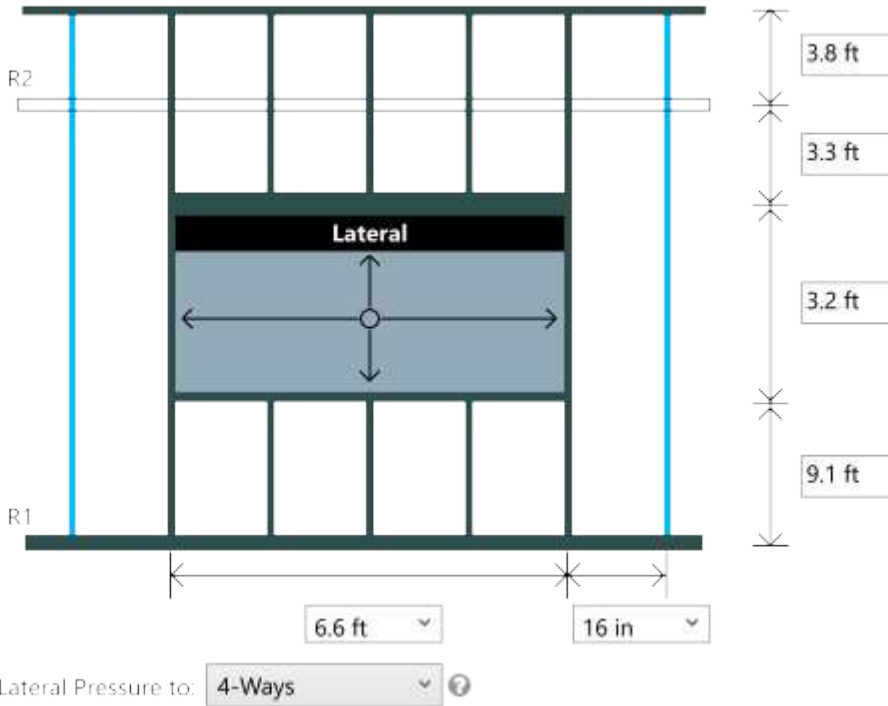 3.8 ft
R2
3.3 ft
Lateral
3.2 ft
9.1 ft
R1
6.6 ft
16 in
Lateral Pressure to:
4-Ways
?